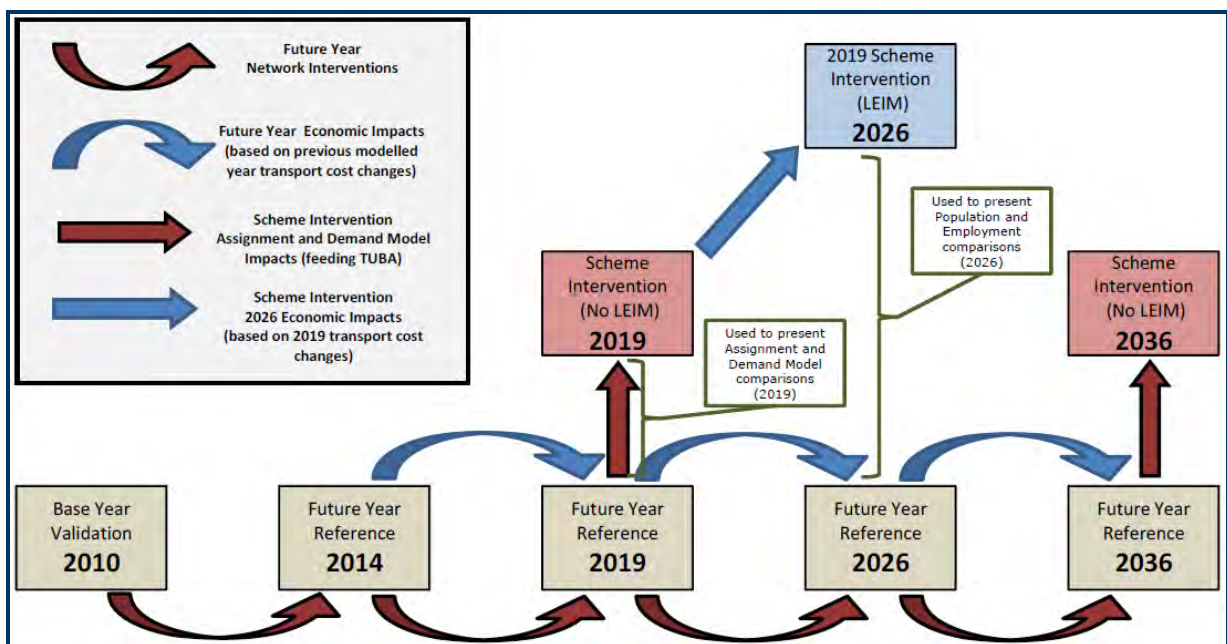 Future Year
Network Interventions
Future Year  Economic Impacts
(based on previous modelled
year transport cost changes)
Scheme Intervention
Assignment and Demand Model
Impacts (feeding TUBA)
Scheme Intervention
2026 Economic Impacts
(based on 2019 transport cost
changes)
2019 Scheme
Intervention
(LEIM)
2026
Used to present
Population and
Employment
comparisons
(2026)
Scheme
Intervention
(No LEIM)
2019
Used to present
Assignment and
Demand Model
comparisons
(2019)
Scheme
Intervention
(No LEIM)
2036
Base Year
Validation
2010
Future Year
Reference
2014
Future Year
Reference
2019
Future Year
Reference
2026
Future Year
Reference
2036